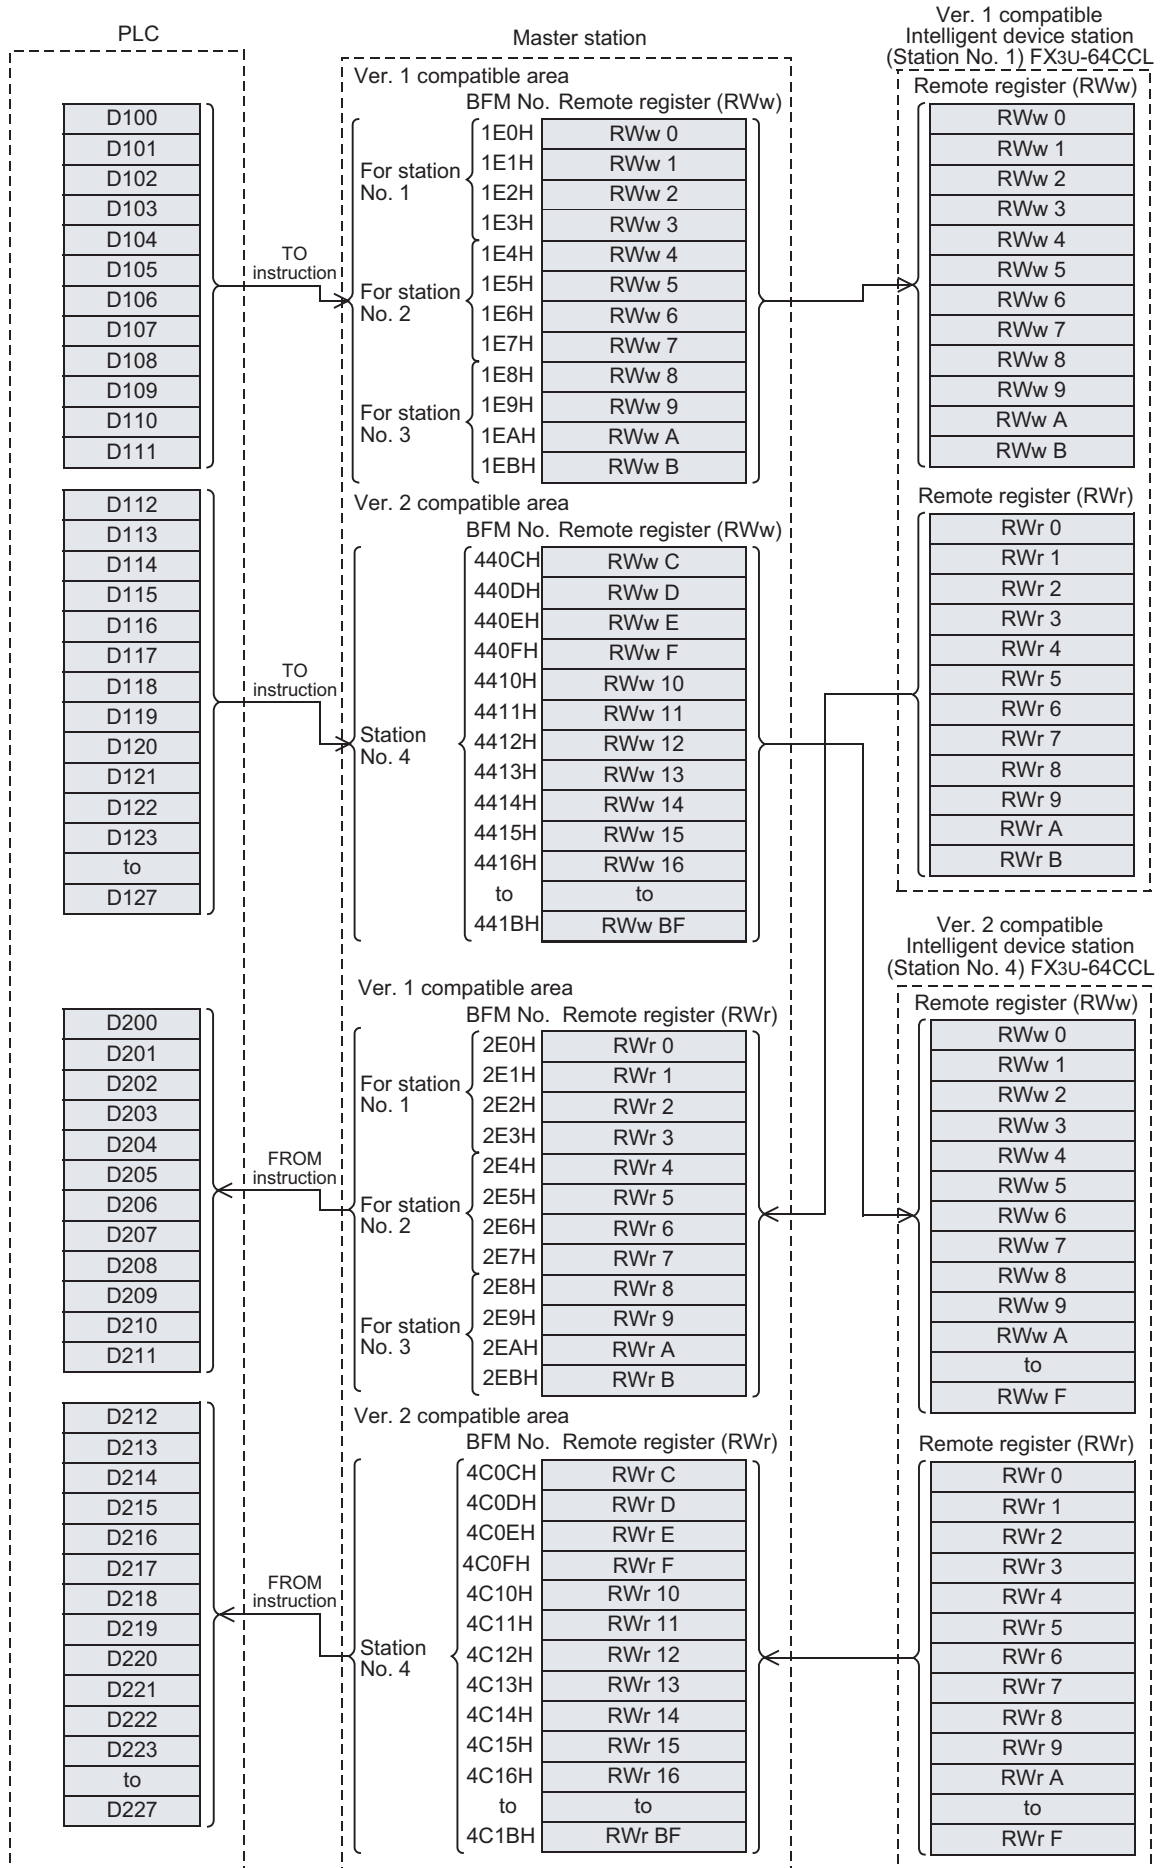 PLC
D100
D101
D102
D103
D104
D105
D106
D107
D108
D109
D110
D111
D112
D113
D114
D115
D116
D117
D118
D119
D120
D121
D122
D123
to
D127
D200
D201
D202
D203
D204
D205
D206
D207
D208
D209
D210
D211
D212
D213
D214
D215
D216
D217
D218
D219
D220
D221
D222
D223
to
D227
TO
instruction
TO
instruction
FROM
instruction
FROM
instruction
Master station
Ver. 1 compatible area
BFM No. Remote register (RWw)
For station
No. 1
1E0H RWw 0
1E1H RWw 1
1E2H RWw 2
1E3H RWw 3
For station
No. 2
1E4H RWw 4
1E5H RWw 5
1E6H RWw 6
1E7H RWw 7
For station
No. 3
1E8H RWw 8
1E9H RWw 9
1EAH RWw A
1EBH RWw B
Ver. 2 compatible area
BFM No. Remote register (RWw)
Station
No. 4
440CH RWw C
440DH RWw D
440EH RWw E
440FH RWw F
4410H RWw 10
4411H RWw 11
4412H RWw 12
4413H RWw 13
4414H RWw 14
4415H RWw 15
4416H RWw 16
to to
441BH RWw BF
Ver. 1 compatible area
BFM No. Remote register (RWr)
For station
No. 1
2E0H RWr 0
2E1H RWr 1
2E2H RWr 2
2E3H RWr 3
For station
No. 2
2E4H RWr 4
2E5H RWr 5
2E6H RWr 6
2E7H RWr 7
For station
No. 3
2E8H RWr 8
2E9H RWr 9
2EAH RWr A
2EBH RWr B
Ver. 2 compatible area
BFM No. Remote register (RWr)
Station
No. 4
4C0CH RWr C
4C0DH RWr D
4C0EH RWr E
4C0FH RWr F
4C10H RWr 10
4C11H RWr 11
4C12H RWr 12
4C13H RWr 13
4C14H RWr 14
4C15H RWr 15
4C16H RWr 16
to to
4C1BH RWr BF
Ver. 1 compatible
Intelligent device station
(Station No. 1) FX3U-64CCL
Remote register (RWw)
RWw 0
RWw 1
RWw 2
RWw 3
RWw 4
RWw 5
RWw 6
RWw 7
RWw 8
RWw 9
RWw A
RWw B
Remote register (RWr)
RWr 0
RWr 1
RWr 2
RWr 3
RWr 4
RWr 5
RWr 6
RWr 7
RWr 8
RWr 9
RWr A
RWr B
Ver. 2 compatible
Intelligent device station
(Station No. 4) FX3U-64CCL
Remote register (RWw)
RWw 0
RWw 1
RWw 2
RWw 3
RWw 4
RWw 5
RWw 6
RWw 7
RWw 8
RWw 9
RWw A
to
RWw F
Remote register (RWr)
RWr 0
RWr 1
RWr 2
RWr 3
RWr 4
RWr 5
RWr 6
RWr 7
RWr 8
RWr 9
RWr A
to
RWr F